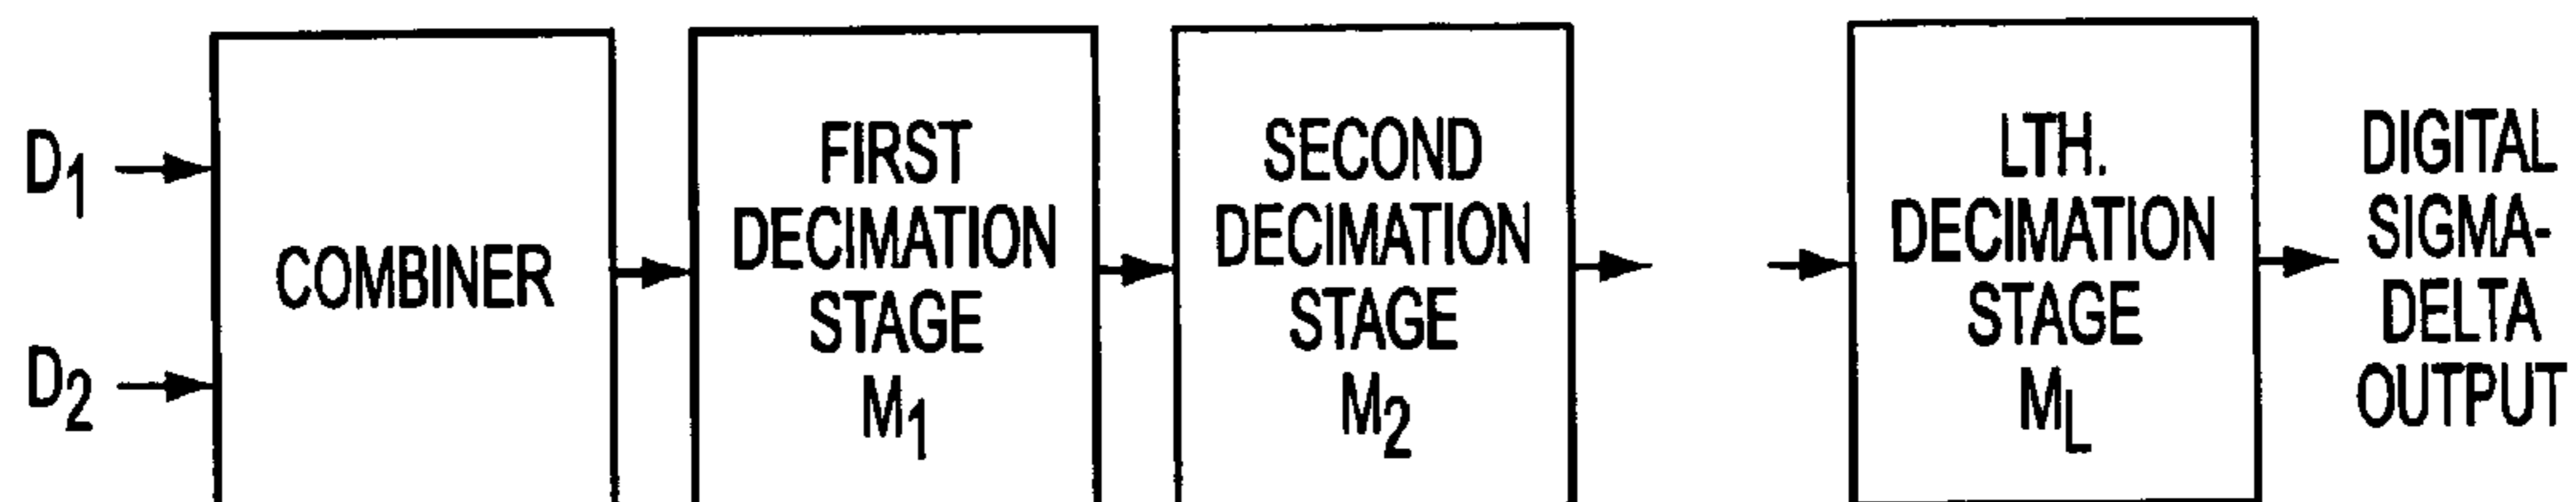 D1
D2
COMBINER
FIRST
DECIMATION
STAGE
M1
SECOND
DECIMATION
STAGE
M2
LTH.
DECIMATION
STAGE
ML
DIGITAL
SIGMA-
DELTA
OUTPUT